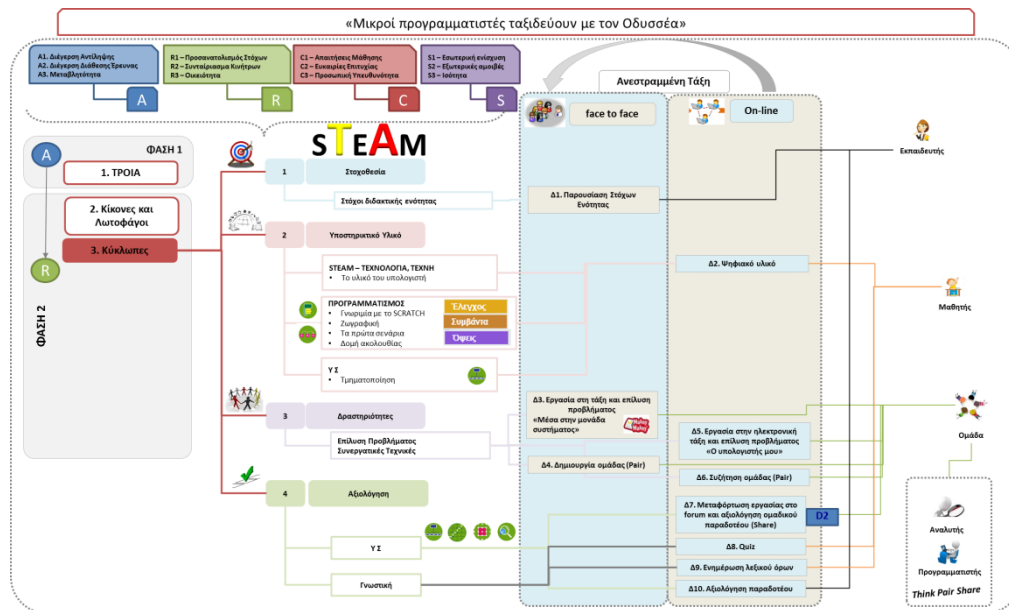 «Μικροί προγραμματιστές ταξιδεύουν με τον Οδυσσέα»
Α1. Διέγερση Αντίληψης
Α2. Διέγερση Διάθεσης Έρευνας
Α3. Μεταβλητότητα
A
R1 – Προσανατολισμός Στόχων
R2 – Συνταίριασμα Κινήτρων
R3 – Οικειότητα
R
C1 – Απαιτήσεις Μάθησης
C2 – Ευκαιρίες Επιτυχίας
C3 – Προσωπική Υπευθυνότητα
C
S1 – Εσωτερική ενίσχυση
S2 – Εξωτερικές αμοιβές
S3 – Ισότητα
S
Ανεστραμμένη Τάξη
face to face
On-line
STEAM
ΦΑΣΗ 1
A
1. ΤΡΟΙΑ
2. Κίκονες και
Λωτοφάγοι
3. Κύκλωπες
R
ΦΑΣΗ 2
1
Στοχοθεσία
Στόχοι διδακτικής ενότητας
2
Υποστηρικτικό Υλικό
STEAM – ΤΕΧΝΟΛΟΓΙΑ, ΤΕΧΝΗ
• Το υλικό του υπολογιστή
ΠΡΟΓΡΑΜΜΑΤΙΣΜΟΣ
• Γνωριμία με το SCRATCH
• Ζωγραφική
• Τα πρώτα σενάρια
• Δομή ακολουθίας
Έλεγχος
Συμβάντα
Όψεις
Υ Σ
• Τμηματοποίηση
3
Δραστηριότητες
Επίλυση Προβλήματος
Συνεργατικές Τεχνικές
4
Αξιολόγηση
Υ Σ
Γνωστική
Δ1. Παρουσίαση Στόχων
Ενότητας
Δ2. Ψηφιακό υλικό
Δ3. Εργασία στη τάξη και επίλυση
προβλήματος
«Μέσα στην μονάδα
συστήματος»
Δ4. Δημιουργία ομάδας (Pair)
Δ5. Εργασία στην ηλεκτρονική
τάξη και επίλυση προβλήματος
«Ο υπολογιστής μου»
Δ6. Συζήτηση ομάδας (Pair)
Δ7. Μεταφόρτωση εργασίας στο
forum και αξιολόγηση ομαδικού
παραδοτέου (Share)
D2
Δ8. Quiz
Δ9. Ενημέρωση λεξικού όρων
Δ10. Αξιολόγηση παραδοτέου
Εκπαιδευτής
Μαθητής
Ομάδα
Αναλυτής
Προγραμματιστής
Think Pair Share